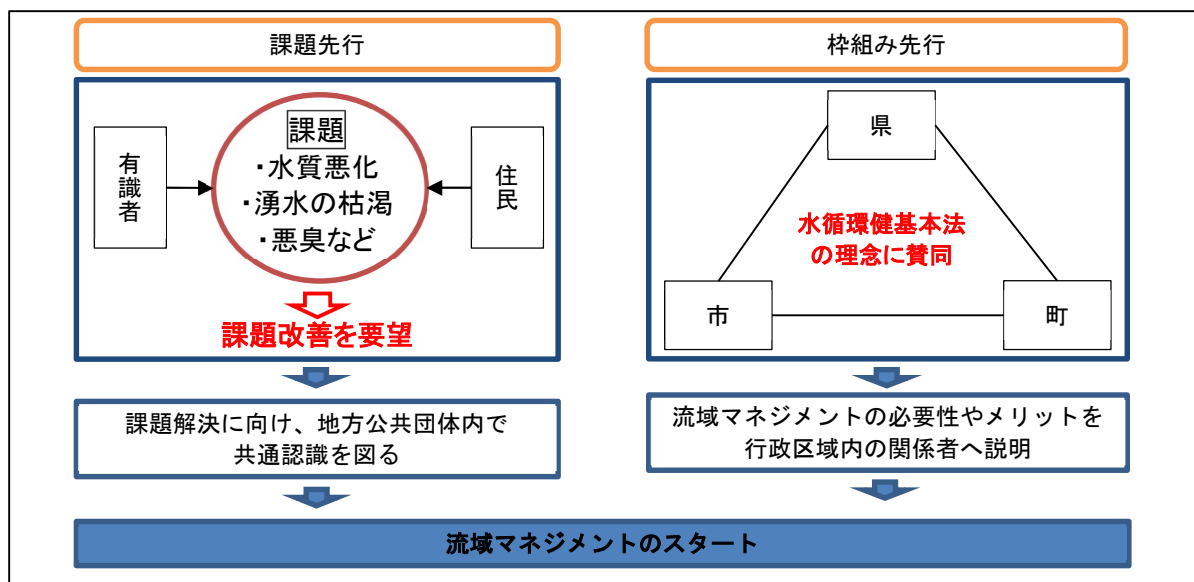 課題先行
有識者
課題
・水質悪化
・湧水の枯渇
・悪臭など
住民
課題改善を要望
課題解決に向け、地方公共団体内で
共通認識を図る
枠組み先行
県
水循環健基本法
の理念に賛同
市
町
流域マネジメントの必要性やメリットを
行政区域内の関係者へ説明
流域マネジメントのスタート